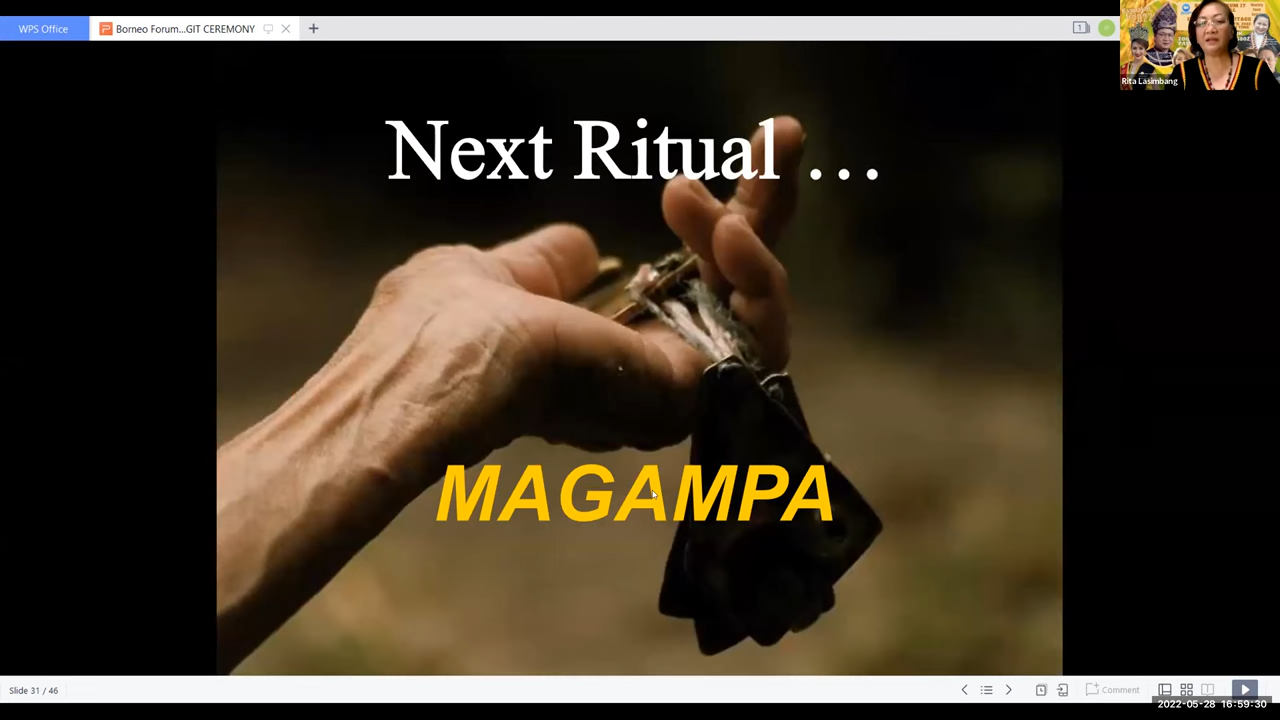 WPS Office
Borneo Forum...GIT CEREMONY
1
Rita Lasimbang
Next Ritual ...
MAGAMPA
Slide 31 / 46
Comment
2022-05-28 16:59:30